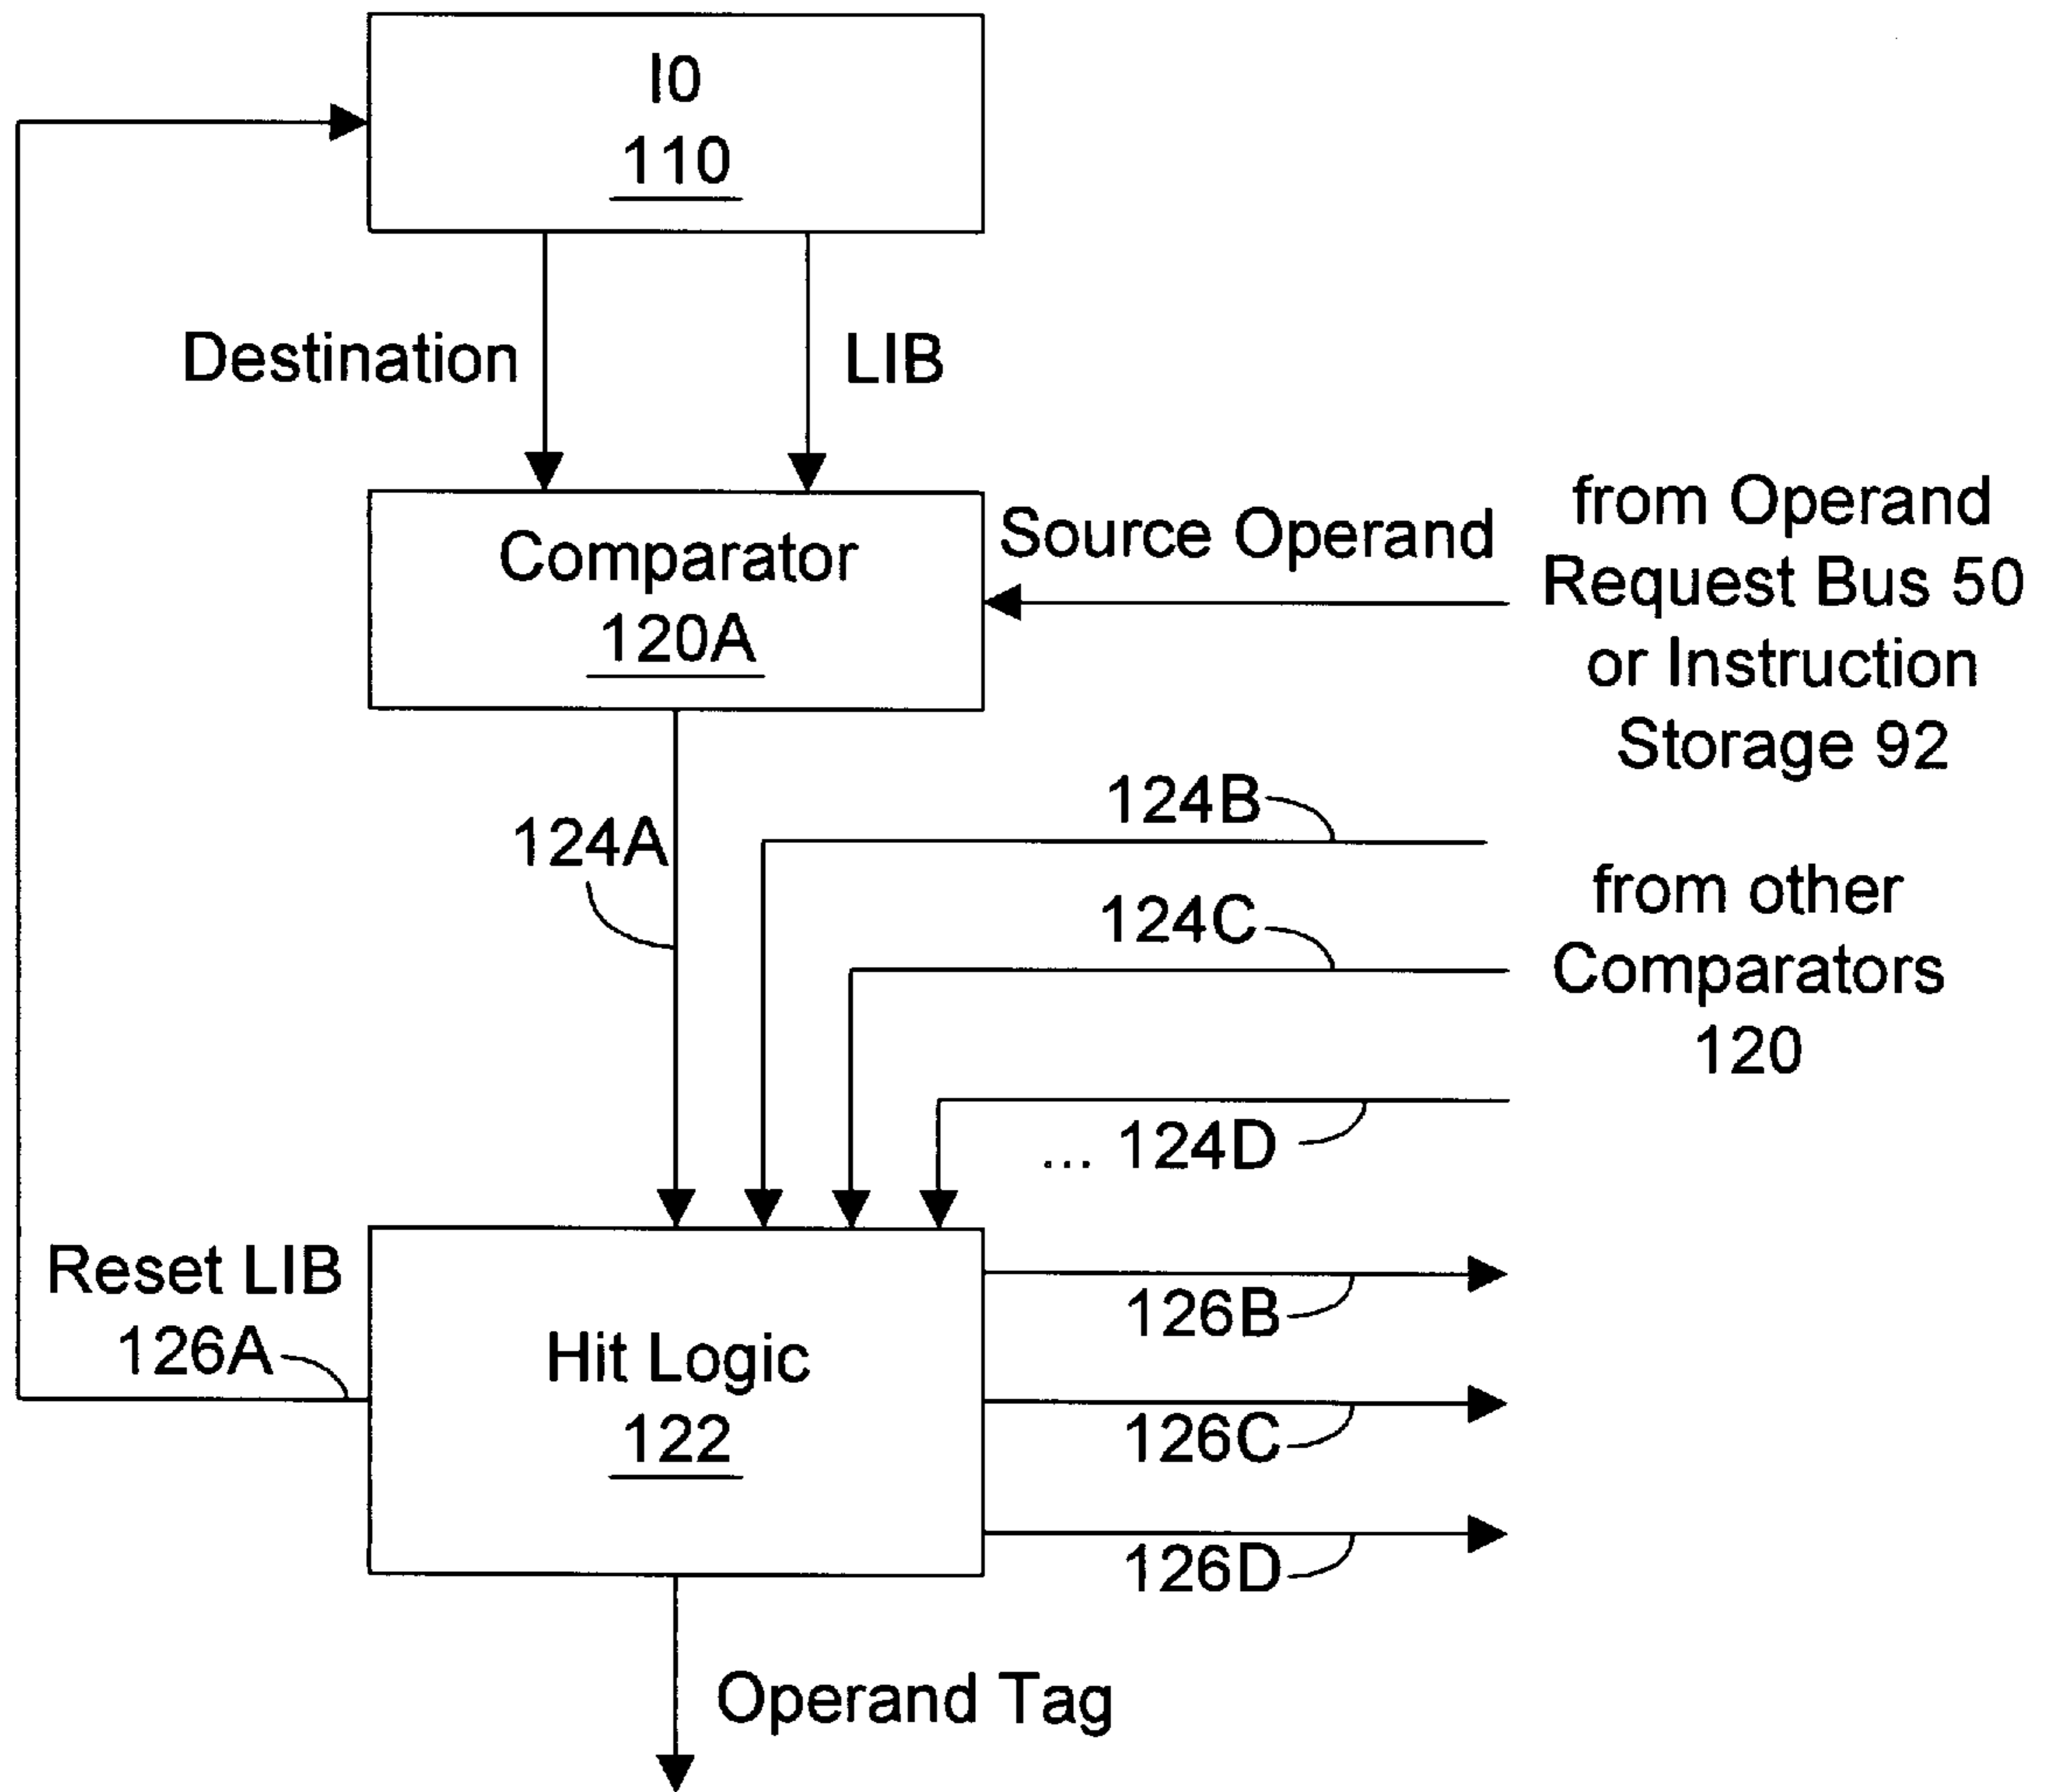 I0
110
Destination
LIB
Comparator
120A
Source Operand
from Operand
Request Bus 50
or Instruction
Storage 92
124B
124A
124C
from other
Comparators
120
... 124D
Reset LIB
126A
Hit Logic
122
126B
126C
126D
Operand Tag